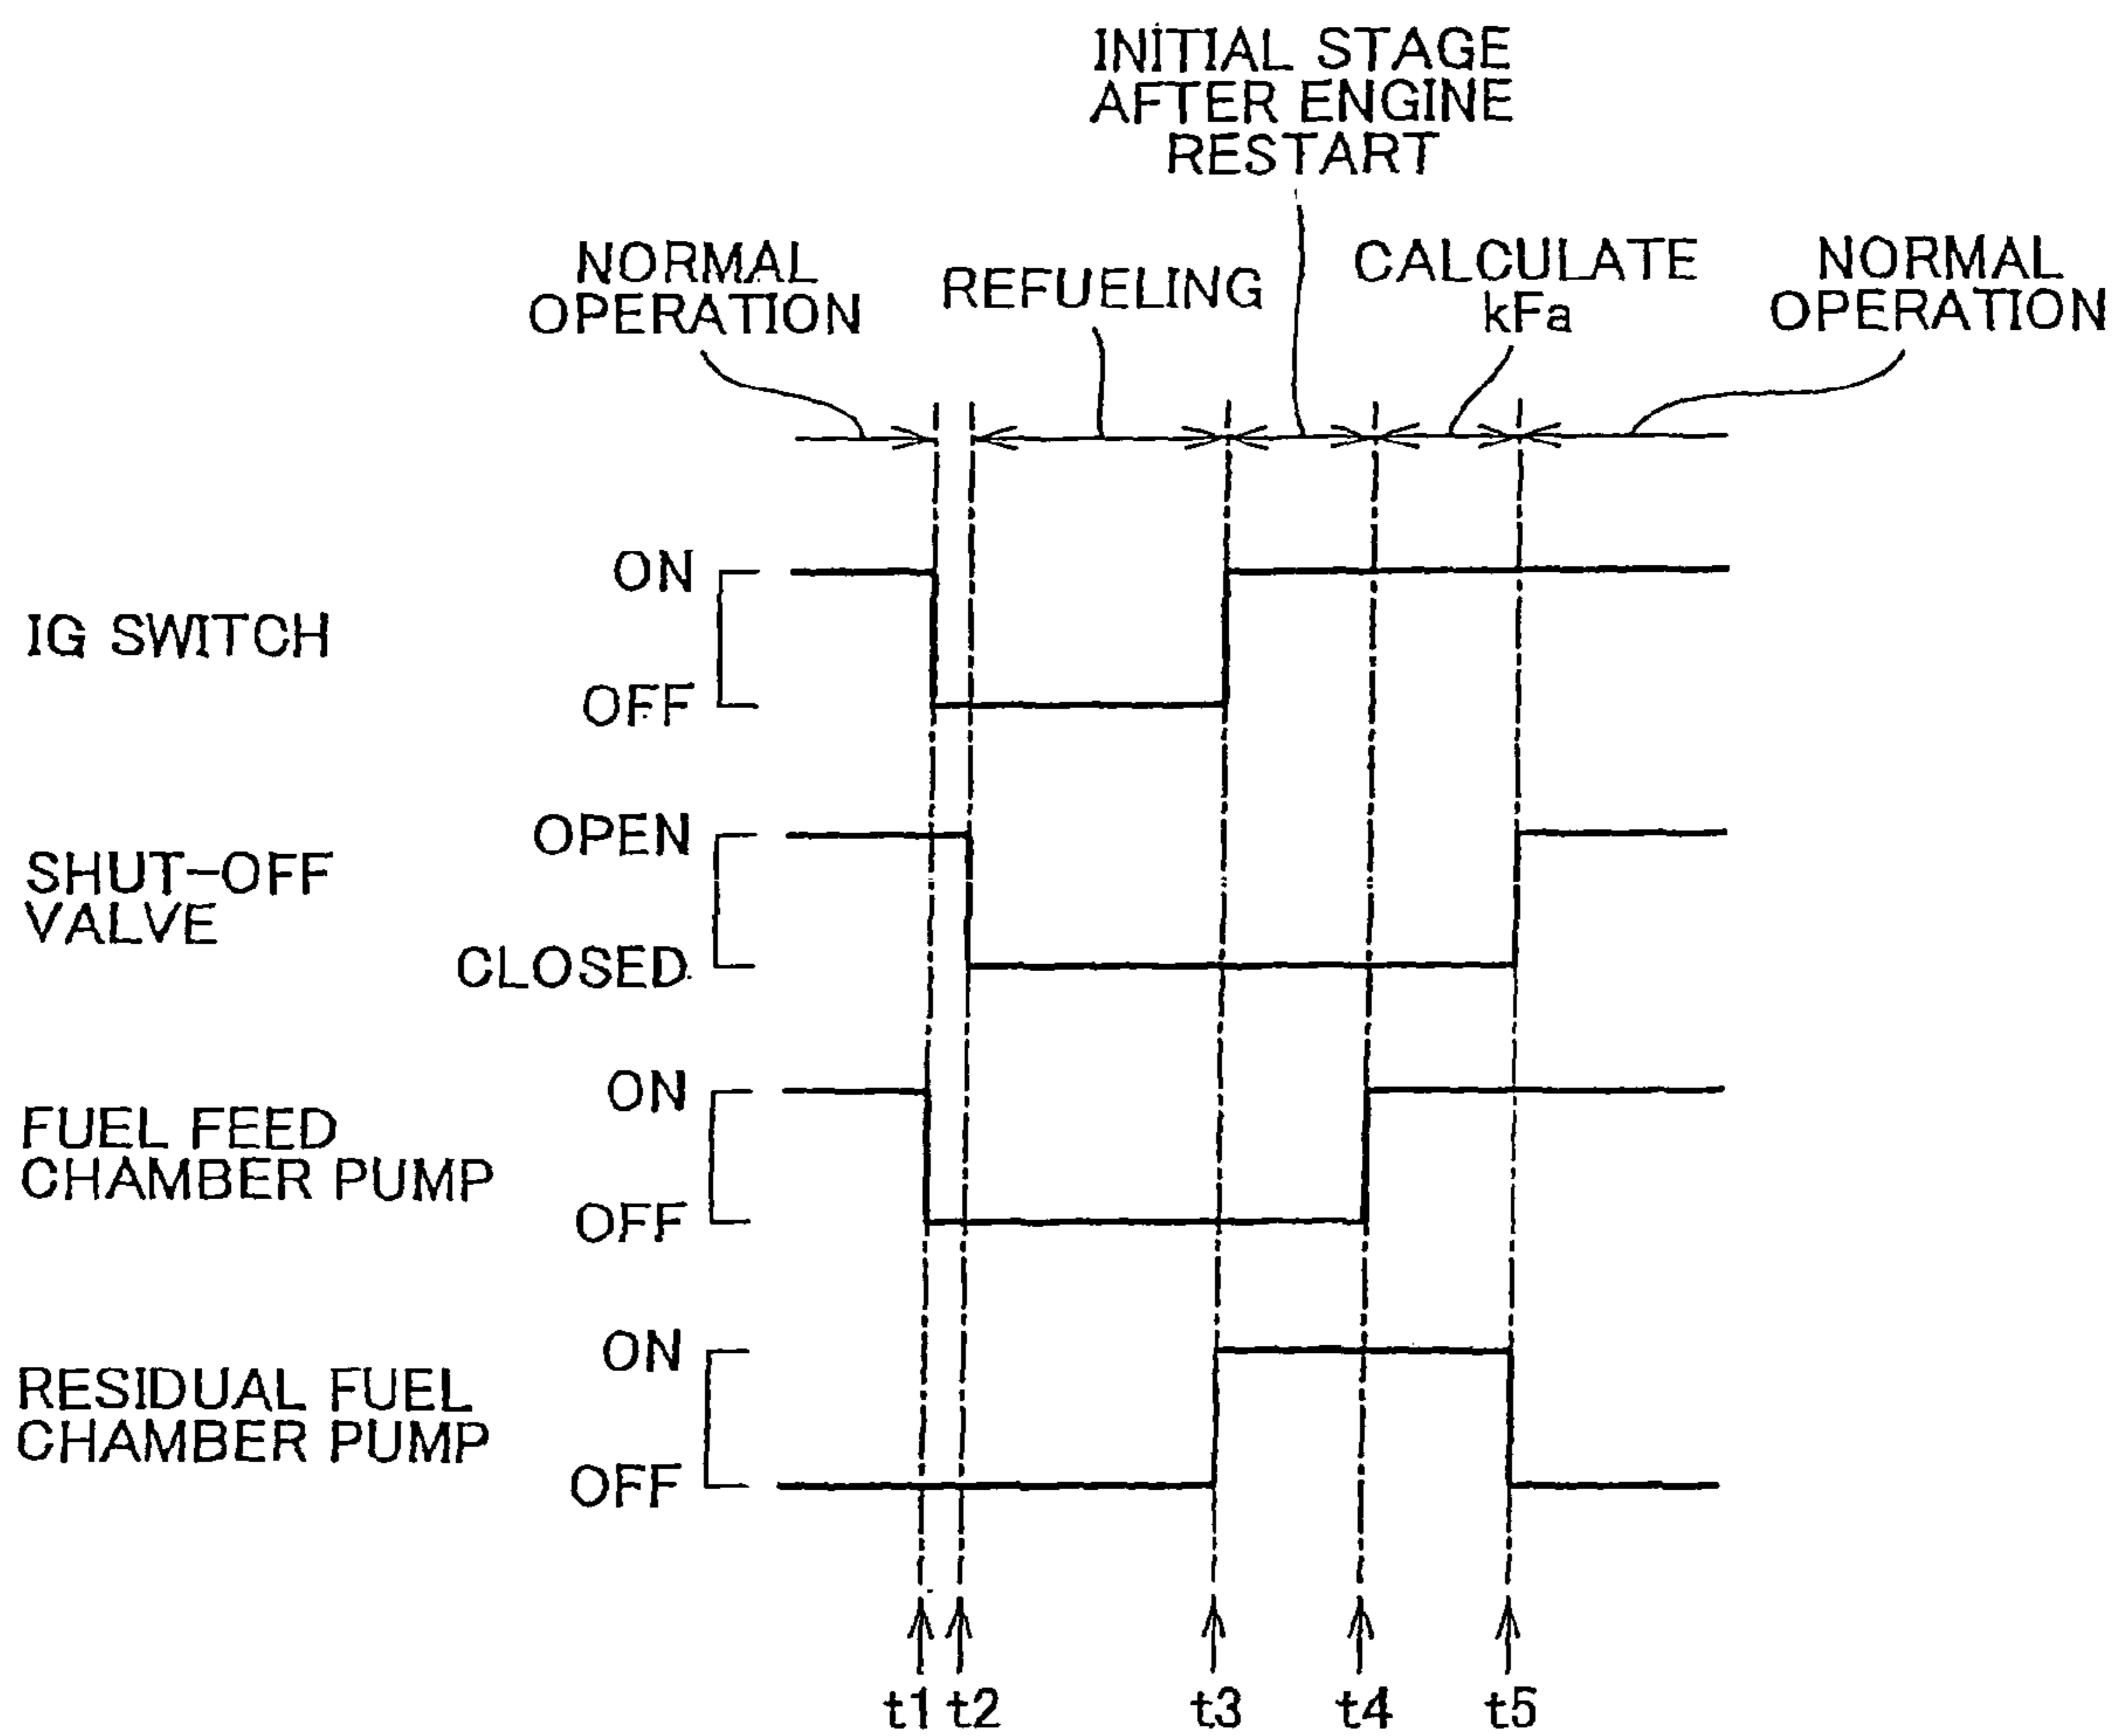 INITIAL STAGE
AFTER ENGINE
RESTART
NORMAL
OPERATION
REFUELING
CALCULATE
kFa
NORMAL
OPERATION
IG SWITCH
ON
OFF
SHUT-OFF
VALVE
OPEN
CLOSED
FUEL FEED
CHAMBER PUMP
ON
OFF
RESIDUAL FUEL
CHAMBER PUMP
ON
OFF
t1 t2 t3 t4 t5